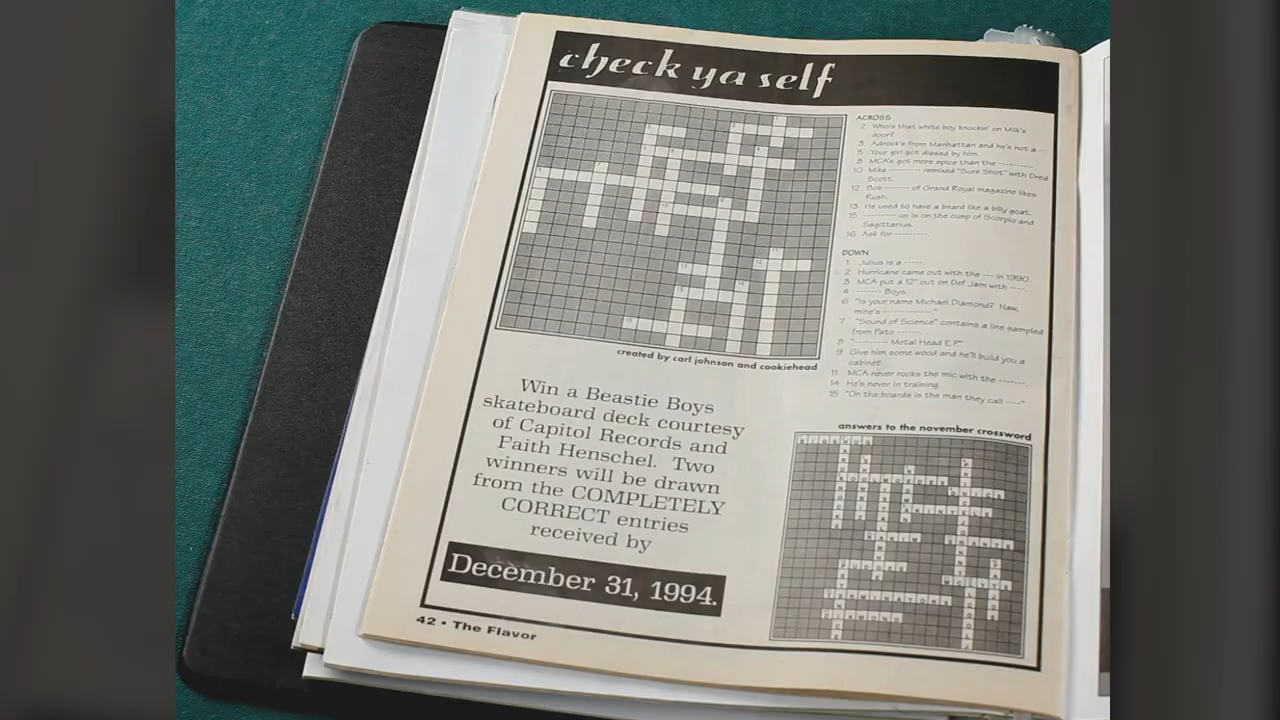 check ya self
ACROSS
2 Who's that white boy knockin' on Milk's
door?
3 Adrock's from Manhattan and he's not a --
5 Your girl got dissed by him.
8 MCA's got more spice than the ----------.
10 Mike --------- remixed "Sure Shot" with Dred
Scott.
12 Bob ------- of Grand Royal magazine likes
Rush.
13 He used to have a beard like a billy goat.
15 --------- us is on the cusp of Scorpio and
Sagittarius.
16 Ask for ----------.
DOWN
1 Julius is a -----.
2 Hurricane came out with the --- in 1990.
3 MCA put a 12" out on Def Jam with ----.
4 ------- Boys.
6 "Is your name Michael Diamond? Naw,
mine's -------------."
7 "Sound of Science" contains a line sampled
from Pato ------.
8 "--------- Metal Head E.P."
9 Give him some wood and he'll build you a
cabinet.
11 MCA never rocks the mic with the -------.
14 He's never in training.
15 "On the boards is the man they call ----."
created by carl johnson and cookiehead
Win a Beastie Boys
skateboard deck courtesy
of Capitol Records and
Faith Henschel. Two
winners will be drawn
from the COMPLETELY
CORRECT entries
received by
December 31, 1994.
answers to the november crossword
42 • The Flavor